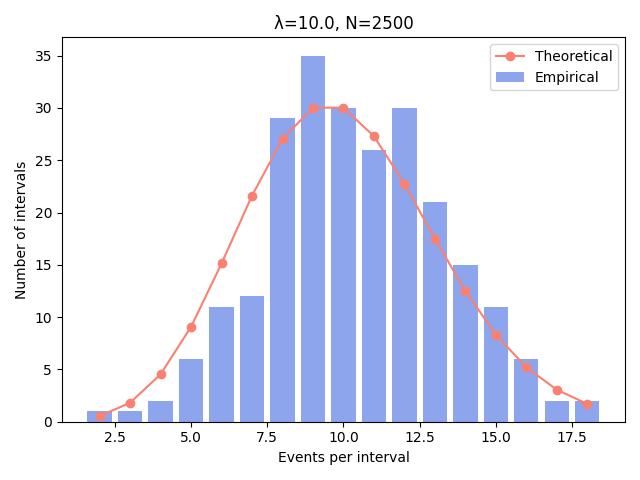 λ=10.0, N=2500
Theoretical
Empirical
Number of intervals
35
30
25
20
15
10
5
0
2.5 5.0 7.5 10.0 12.5 15.0 17.5
Events per interval